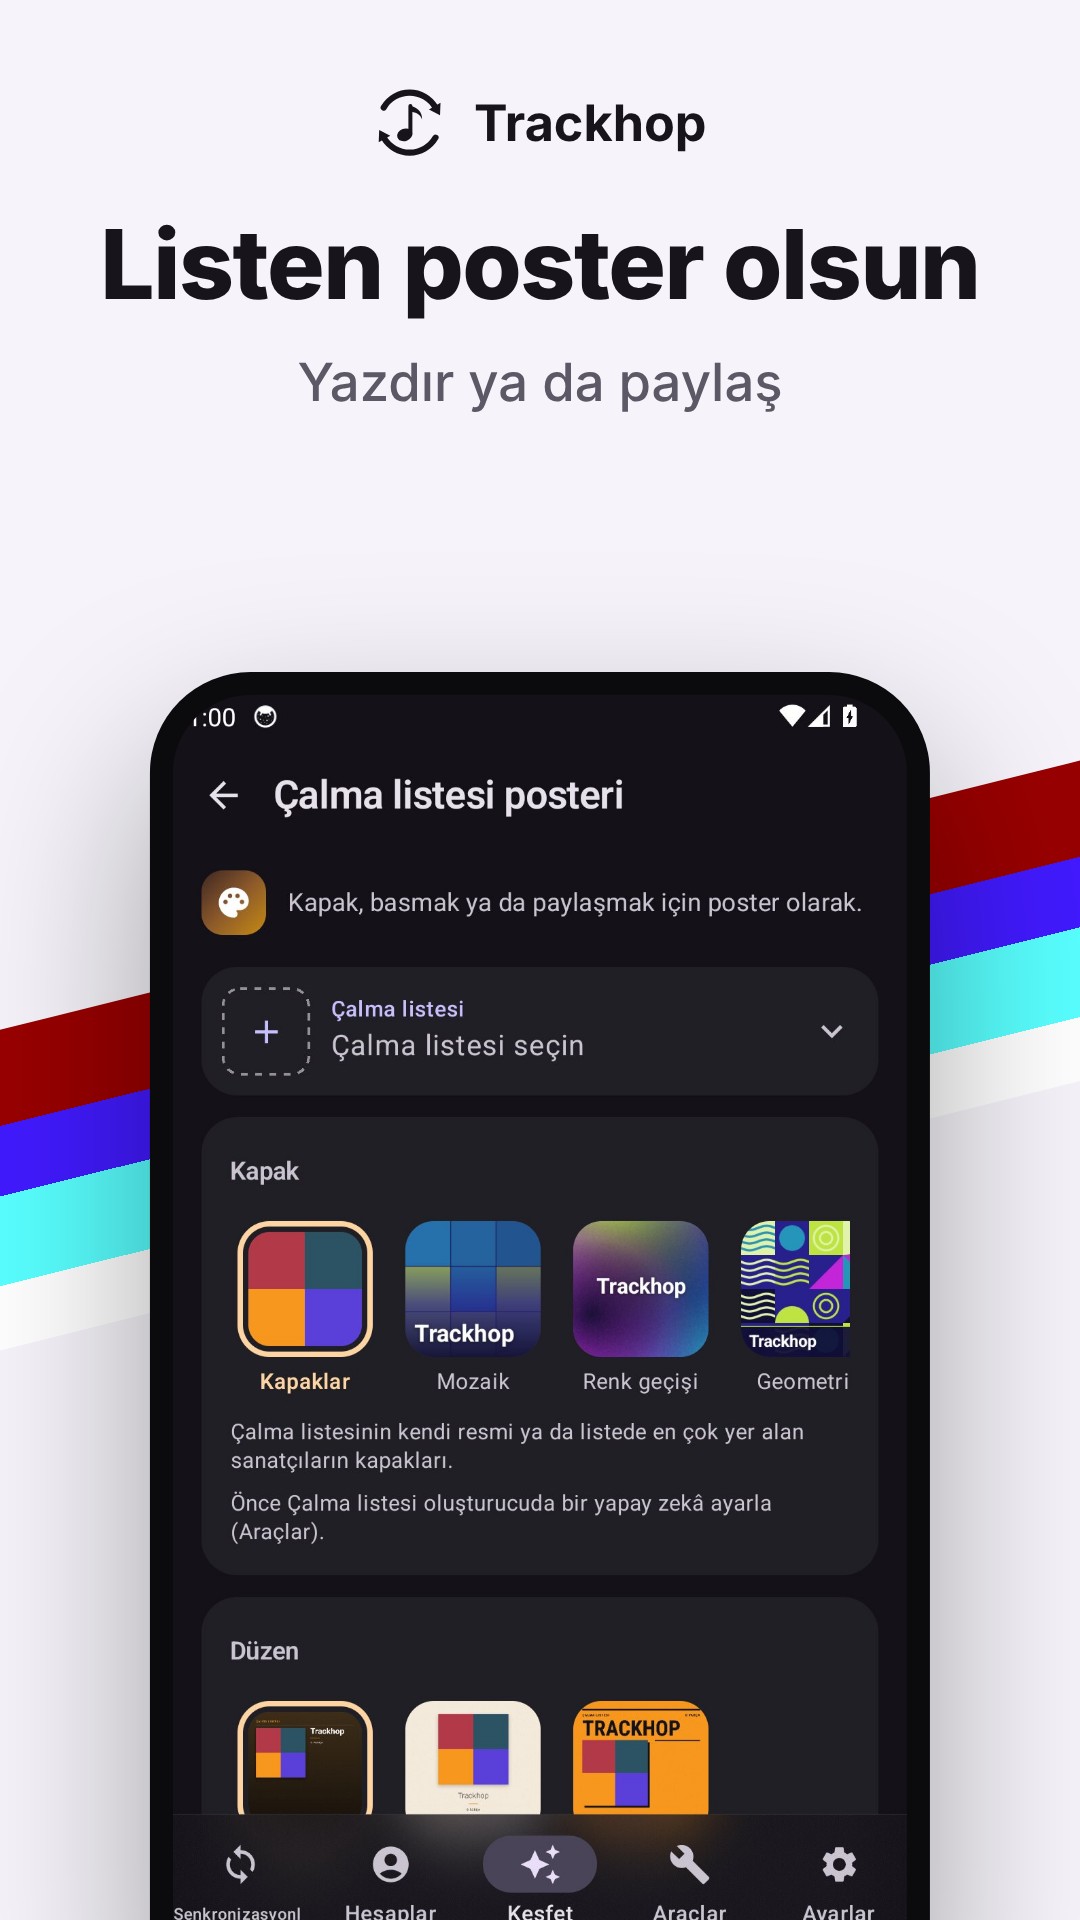 Trackhop
Listen poster olsun
Yazdır ya da paylaş
:00
Çalma listesi posteri
Kapak, basmak ya da paylaşmak için poster olarak.
Çalma listesi
Çalma listesi seçin
Kapak
Trackhop
Trackhop
Trackhop
Kapaklar
Mozaik
Renk geçişi
Geometri
Çalma listesinin kendi resmi ya da listede en çok yer alan
sanatçıların kapakları.
Önce Çalma listesi oluşturucuda bir yapay zekâ ayarla
(Araçlar).
Düzen
Trackhop
Trackhop
TRACKHOP
Senkronizasyonl
Hesaplar
Keşfet
Araçlar
Ayarlar